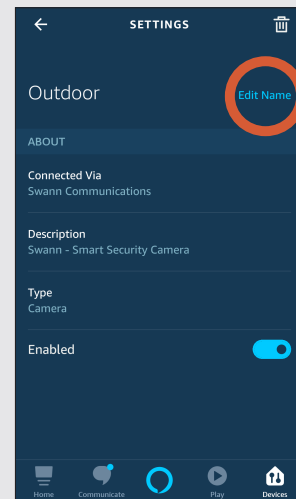 SETTINGS
Outdoor
Edit Name
ABOUT
Connected Via
Swann Communications
Description
Swann - Smart Security Camera
Type
Camera
Enabled
Home Communicate Play Devices